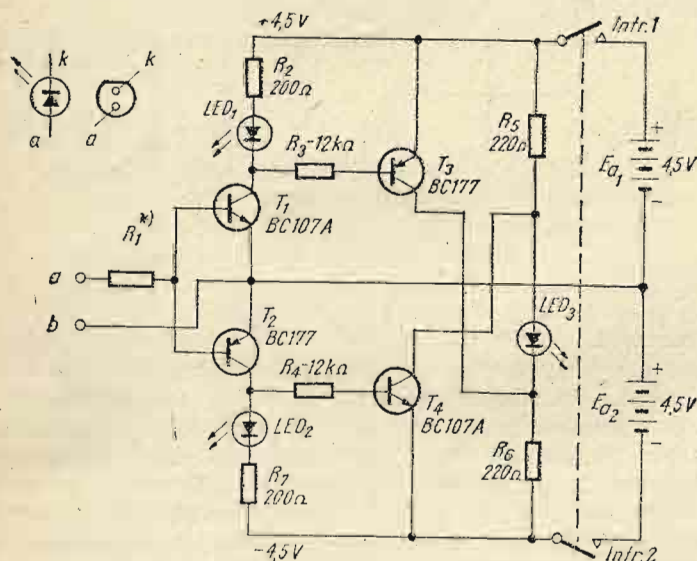 +4,5V
Intr.1
k
k
a
a
R2
200Ω
LED1
R3-12kΩ
R5
220Ω
T3
BC177
Ea1
4,5V
+
-
T1
BC107A
R1*)
a
b
T2
BC177
LED3
R4-12kΩ
T4
BC107A
Ea2
4,5V
+
-
LED2
R6
220Ω
R7
200Ω
-4,5V
Intr.2